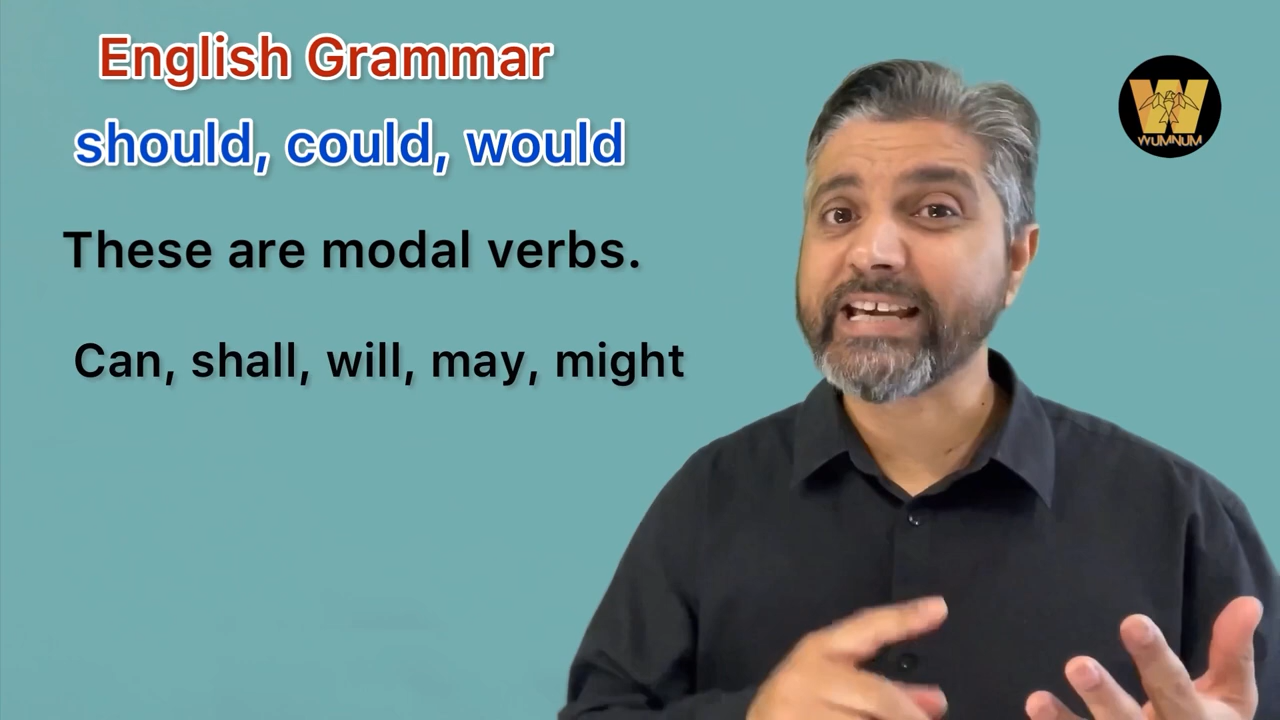 English Grammar
should, could, would
These are modal verbs.
Can, shall, will, may, might
W
WUMNUM